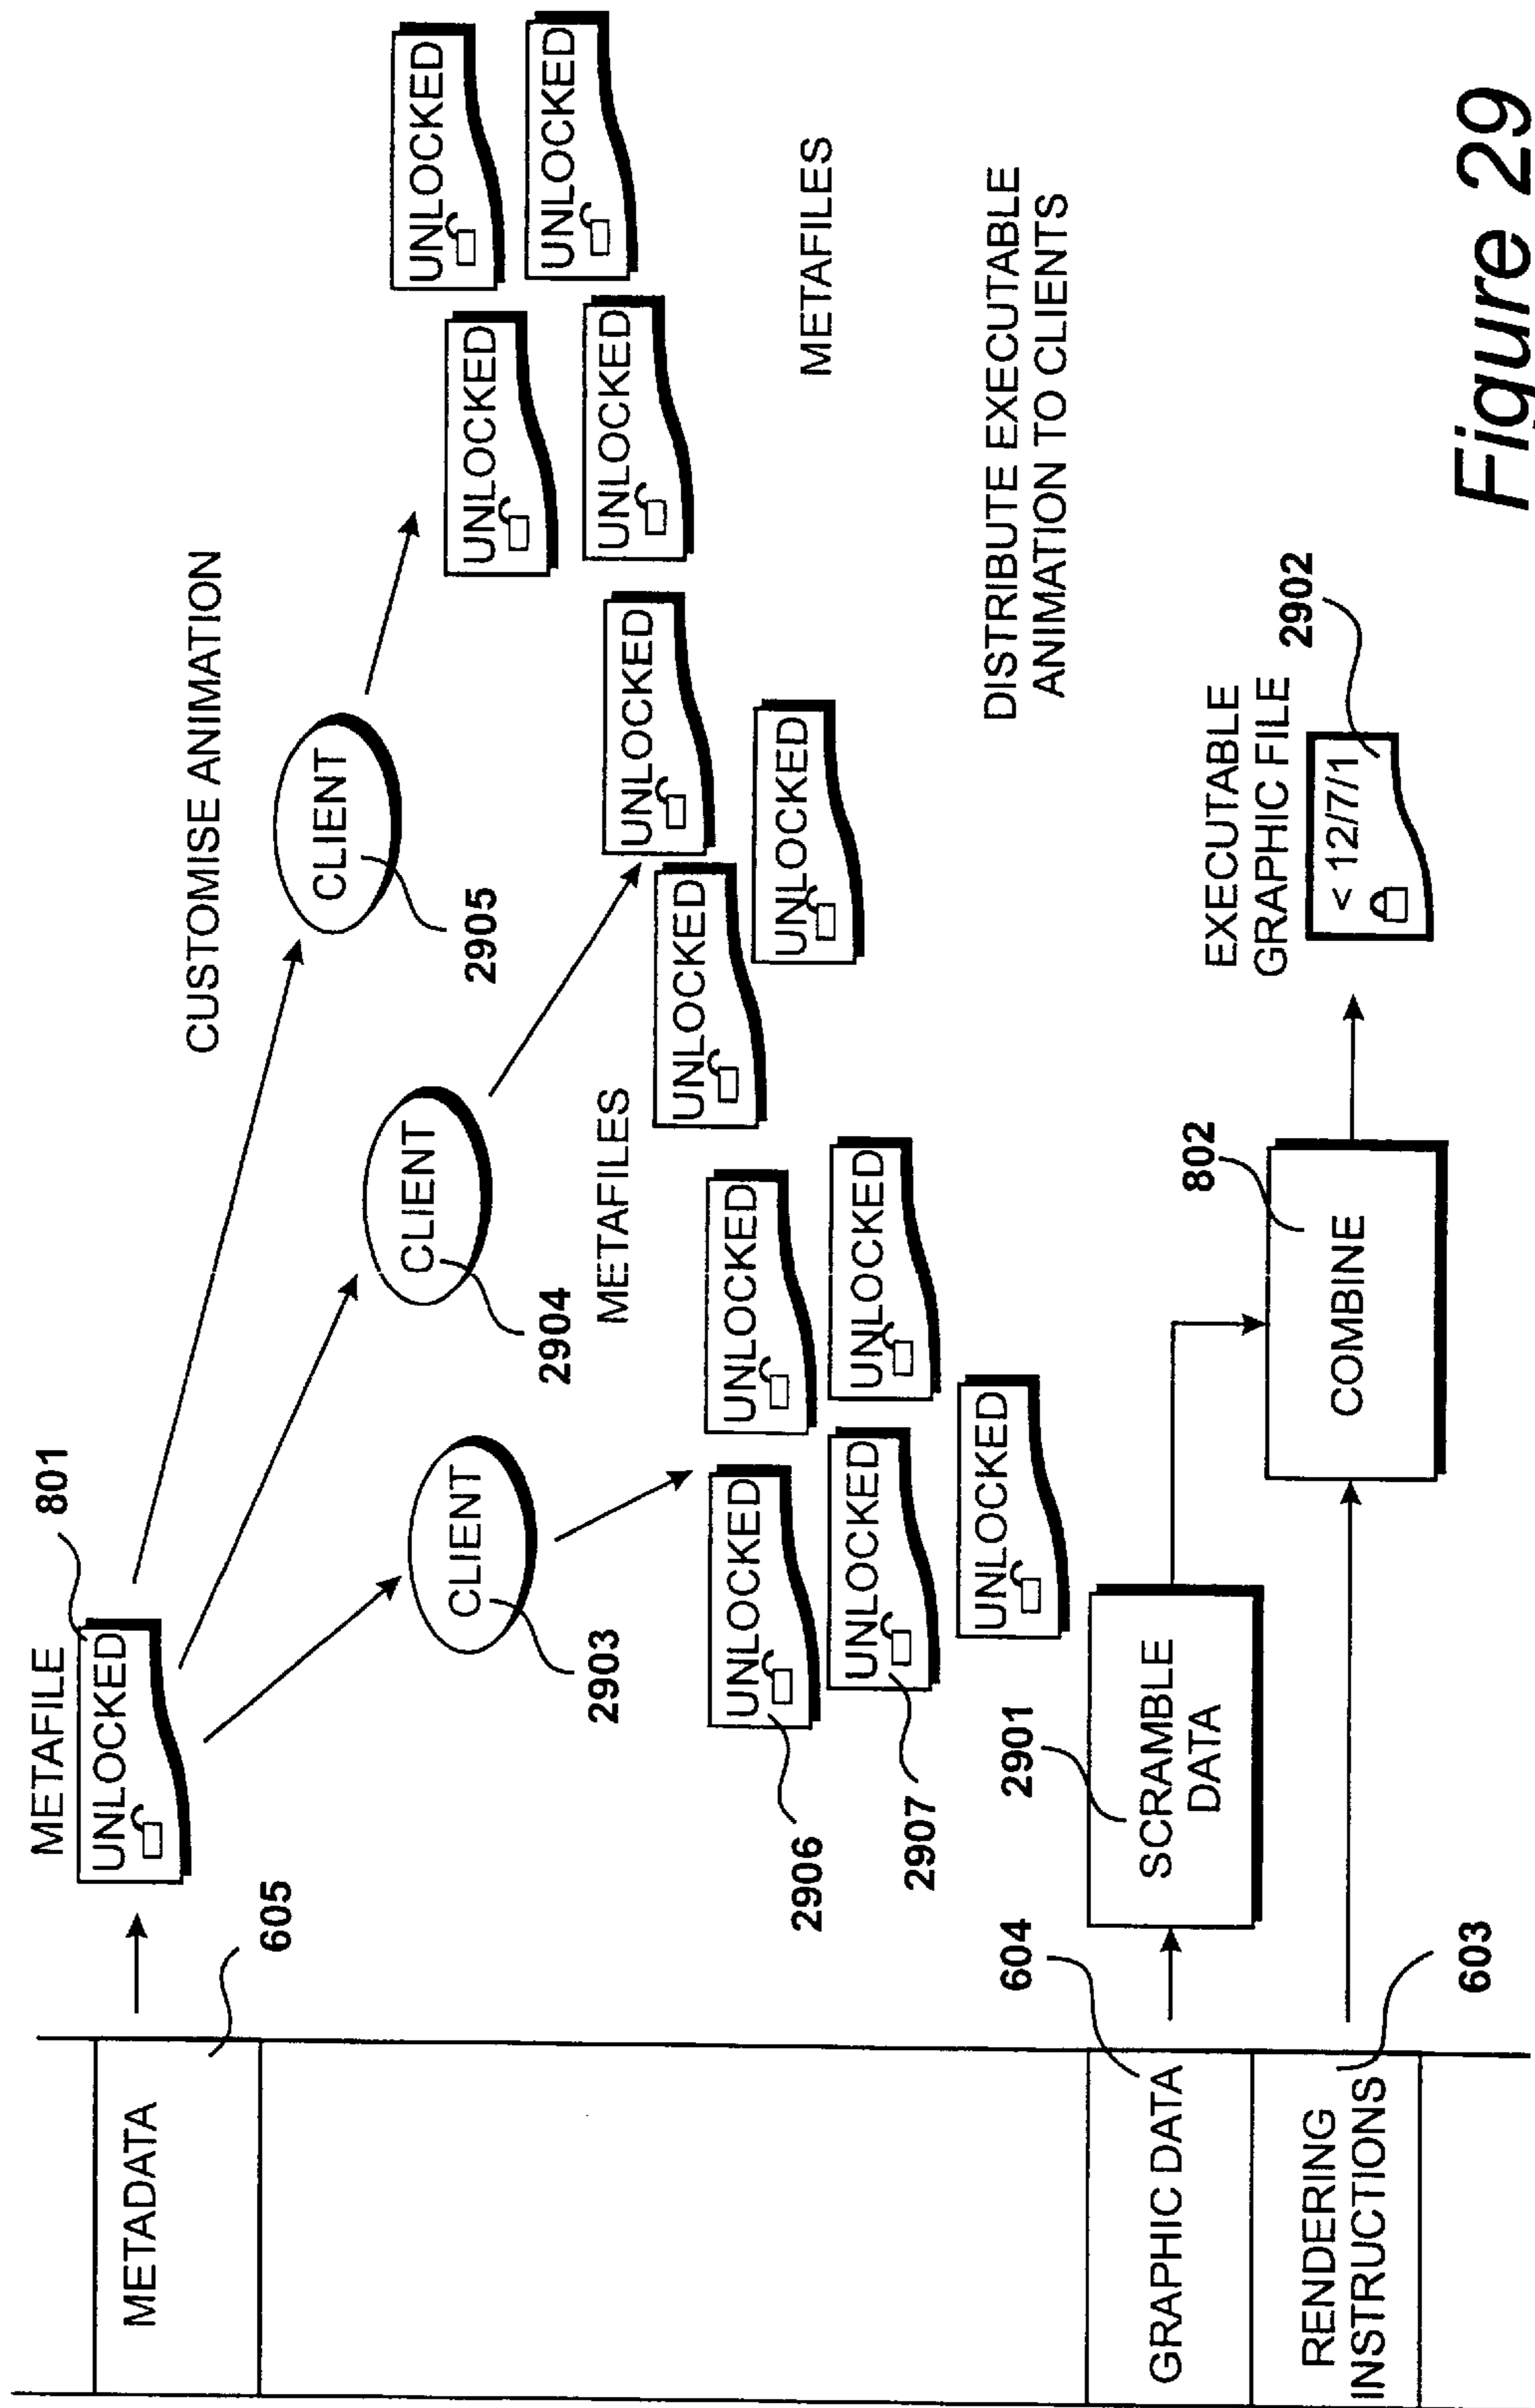 METAFILE
801
UNLOCKED
METADATA
605
CUSTOMISE ANIMATION
CLIENT
2903
CLIENT
2904
CLIENT
2905
METAFILES
UNLOCKED
2906
UNLOCKED
UNLOCKED
2907
UNLOCKED
UNLOCKED
UNLOCKED
UNLOCKED
UNLOCKED
UNLOCKED
UNLOCKED
UNLOCKED
UNLOCKED
METAFILES
DISTRIBUTE EXECUTABLE
ANIMATION TO CLIENTS
GRAPHIC DATA
604
SCRAMBLE
DATA
2901
RENDERING
INSTRUCTIONS
603
COMBINE
802
EXECUTABLE
GRAPHIC FILE
< 12/7/1
2902
Figure 29